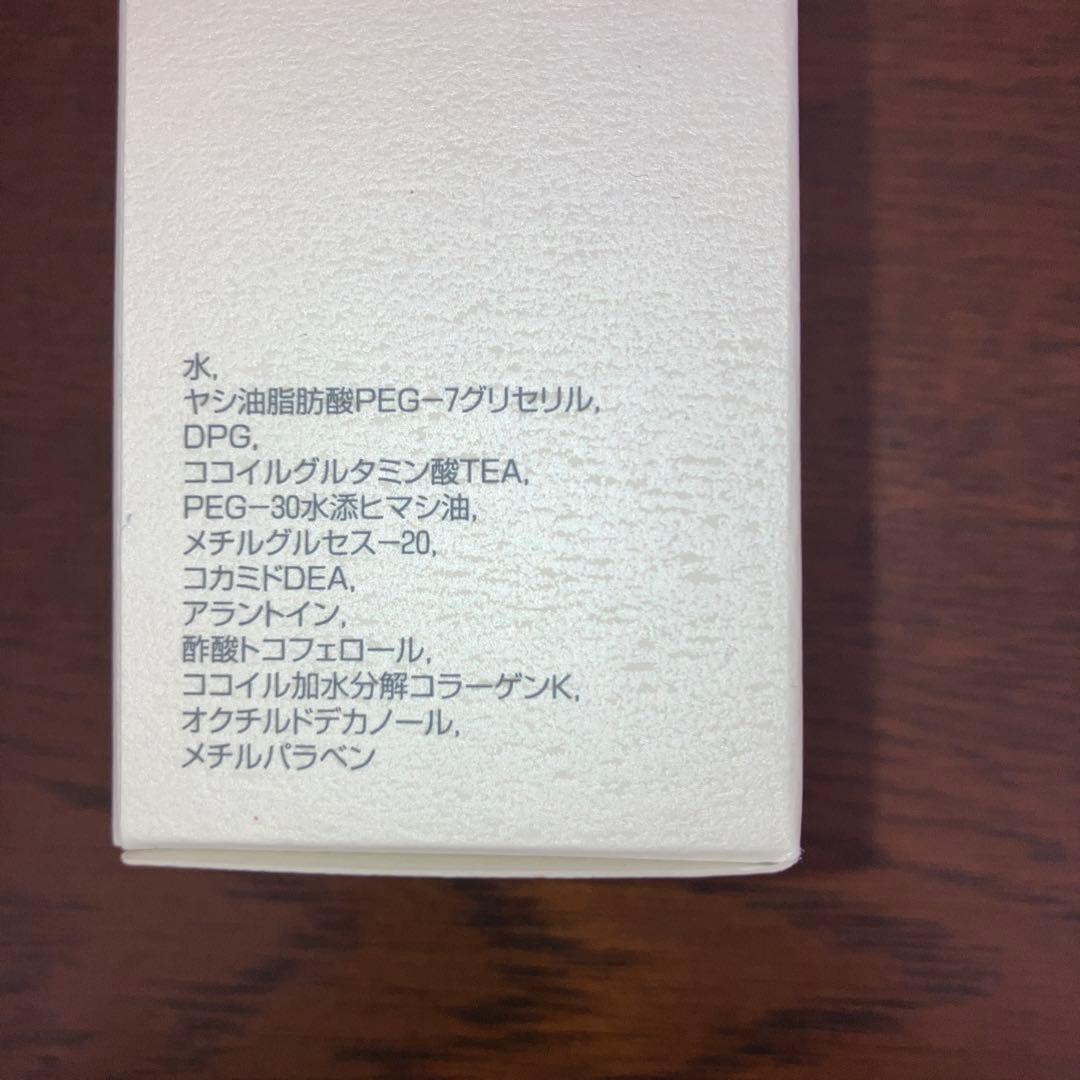 水,
ヤシ油脂肪酸PEG－7グリセリル,
DPG,
ココイルグルタミン酸TEA,
PEG－30水添ヒマシ油,
メチルグルセス－20,
コカミドDEA,
アラントイン,
酢酸トコフェロール,
ココイル加水分解コラーゲンK,
オクチルドデカノール,
メチルパラベン